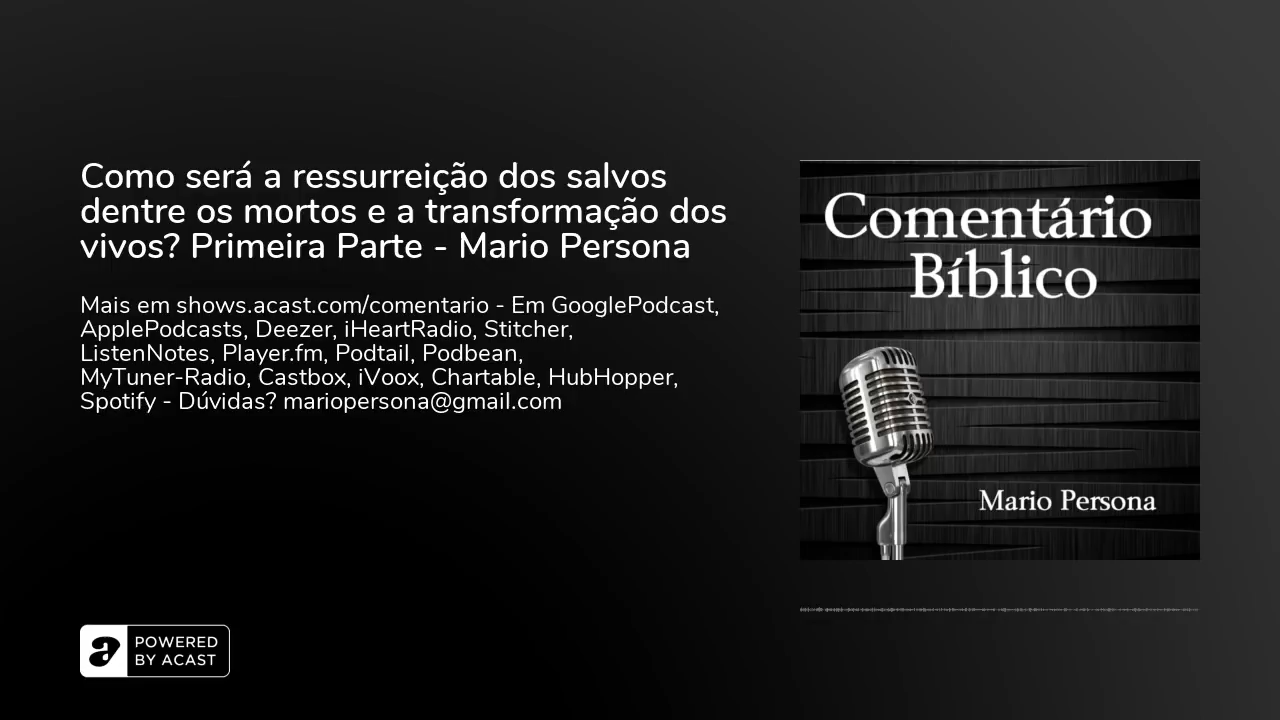 Como será a ressurreição dos salvos
dentre os mortos e a transformação dos
vivos? Primeira Parte - Mario Persona
Mais em shows.acast.com/comentario - Em GooglePodcast,
ApplePodcasts, Deezer, iHeartRadio, Stitcher,
ListenNotes, Player.fm, Podtail, Podbean,
MyTuner-Radio, Castbox, iVoox, Chartable, HubHopper,
Spotify - Dúvidas? mariopersona@gmail.com
Comentário
Bíblico
Mario Persona
POWERED
BY ACAST